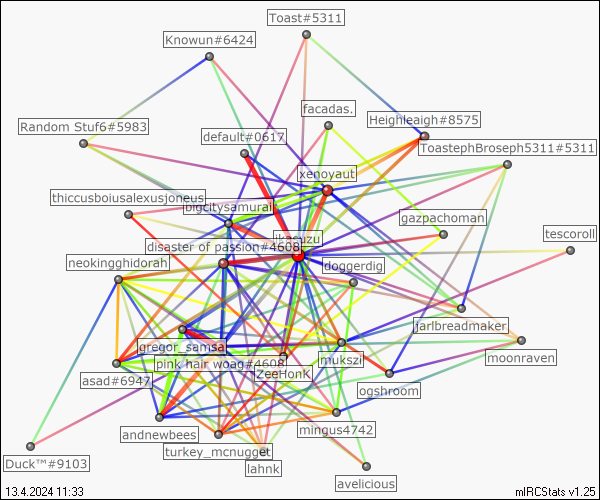 Toast#5311
Knowun#6424
facadas.
Heighleaigh#8575
Random Stuf6#5983
default#0617
ToastephBroseph5311#5311
xenoyaut
thiccusboiusalexusjoneus
bigcitysamurai
gazpachoman
likasuzu
tescoroll
disaster of passion#4608
neokingghidorah
doggerdig
jarlbreadmaker
gregor_samsa
mukszi
moonraven
pink hair woag#4608
ZeeHonk
asad#6947
ogshroom
andnewbees
mingus4742
turkey_mcnugget
Duck™#9103
lahnk
avelicious
13.4.2024 11:33
mIRCStats v1.25